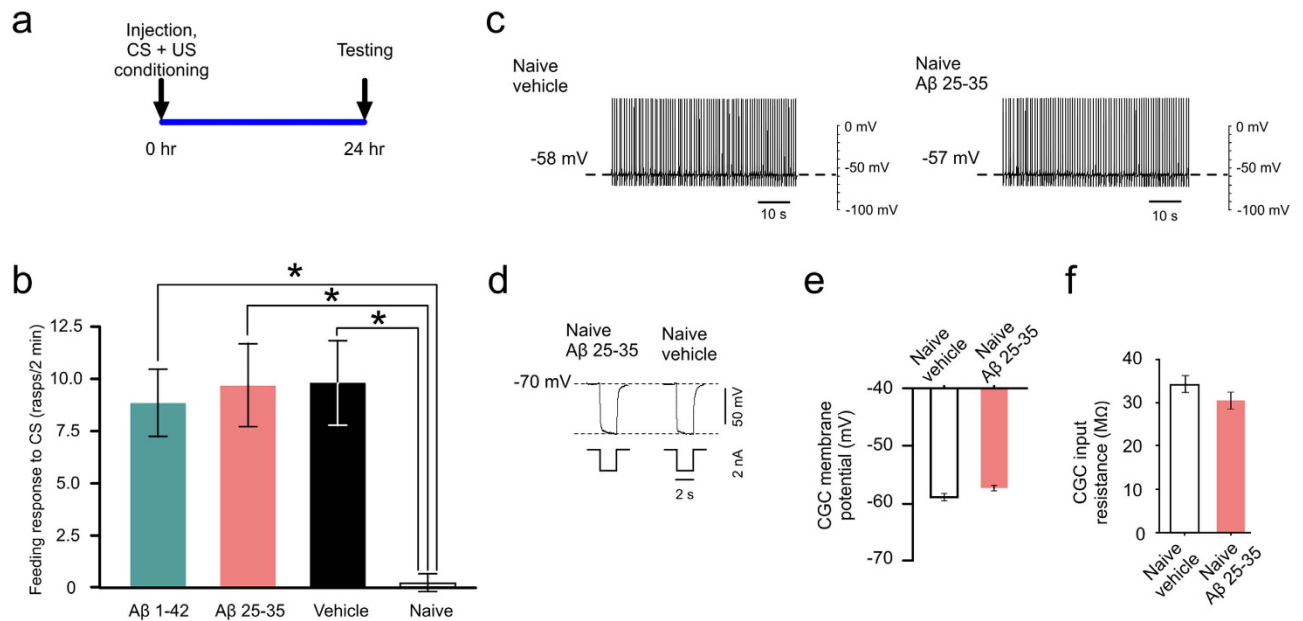 a
Injection,
CS + US
conditioning
Testing
0 hr
24 hr
b
Feeding response to CS (rasps/2 min)
12.5
10.0
7.5
5.0
2.5
0
*
*
*
Aβ 1-42
Aβ 25-35
Vehicle
Naive
c
Naive
vehicle
-58 mV
0 mV
-50 mV
-100 mV
10 s
Naive
Aβ 25-35
-57 mV
0 mV
-50 mV
-100 mV
10 s
d
Naive
Aβ 25-35
Naive
vehicle
-70 mV
50 mV
2 nA
2 s
e
Naive
vehicle
Naive
Aβ 25-35
CGC membrane
potential (mV)
-40
-50
-60
-70
f
CGC input
resistance (MΩ)
40
30
33
10
0
Naive
vehicle
Naive
Aβ 25-35